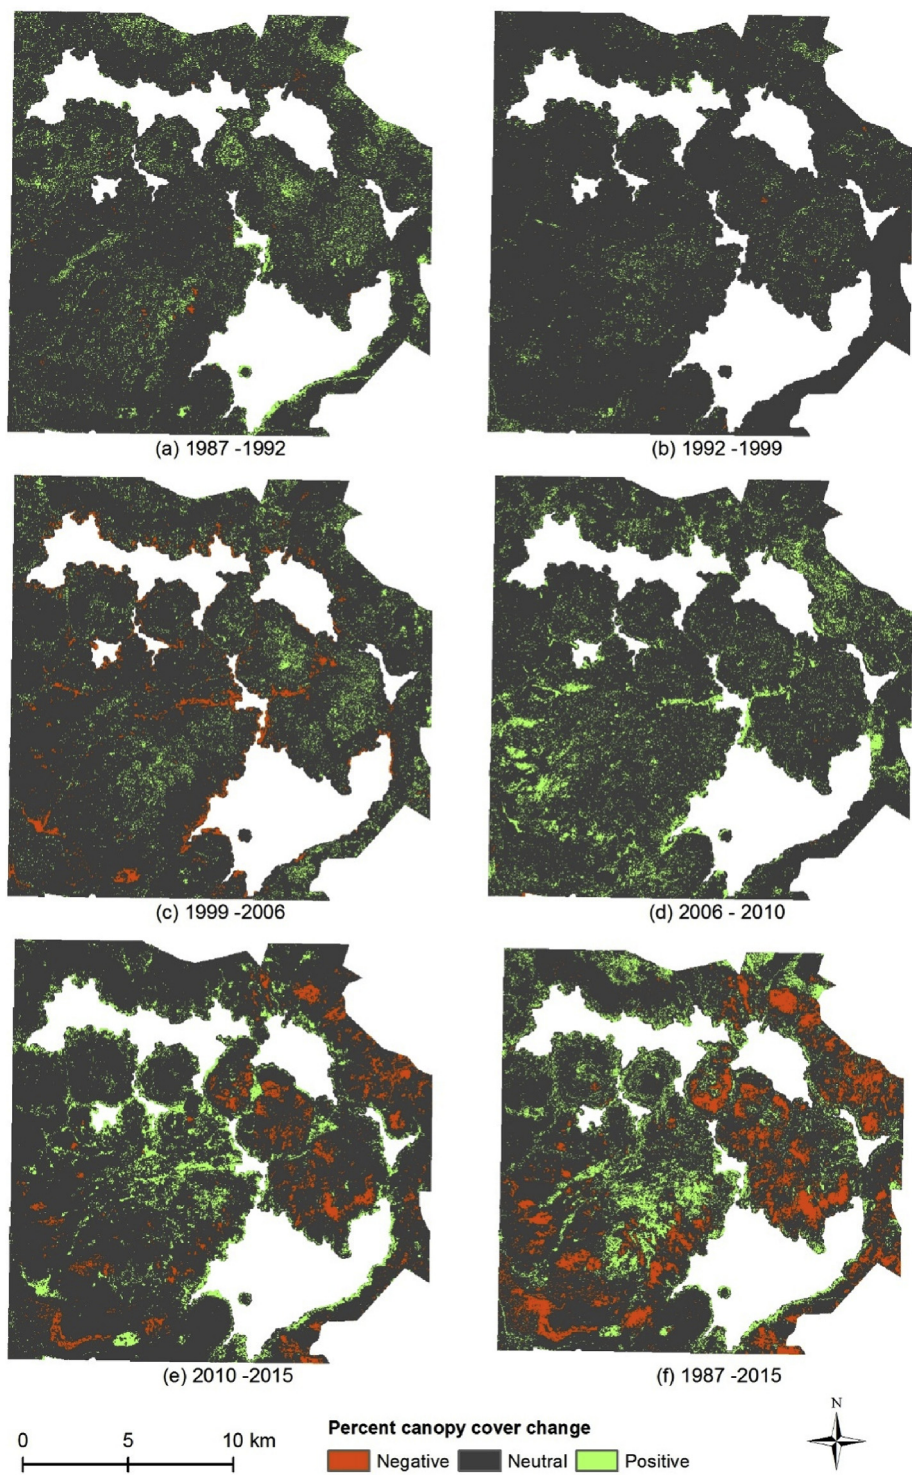 (a) 1987 -1992
(b) 1992 -1999
(c) 1999 -2006
(d) 2006 - 2010
(e) 2010 -2015
(f) 1987 -2015
N
Percent canopy cover change
0 5 10 km
Negative Neutral Positive